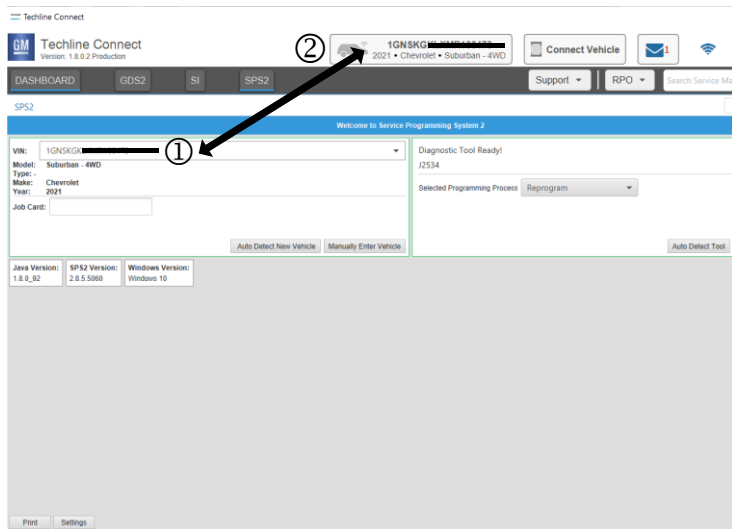 Techline Connect
GM
Techline Connect
Version: 1.8.0.2 Production
②
1GNSKGK
2021 • Chevrolet • Suburban - 4WD
Connect Vehicle
1
DASHBOARD
GDS2
SI
SPS2
Support
RPO
Search Service Ma
SPS2
Welcome to Service Programming System 2
VIN:
1GNSKGK
①
Model: Suburban - 4WD
Type: -
Make: Chevrolet
Year: 2021
Job Card:
Auto Detect New Vehicle
Manually Enter Vehicle
Diagnostic Tool Ready!
J2534
Selected Programming Process
Reprogram
Auto Detect Tool
Java Version:
1.8.0_92
SPS2 Version:
2.8.5.5060
Windows Version:
Windows 10
Print
Settings